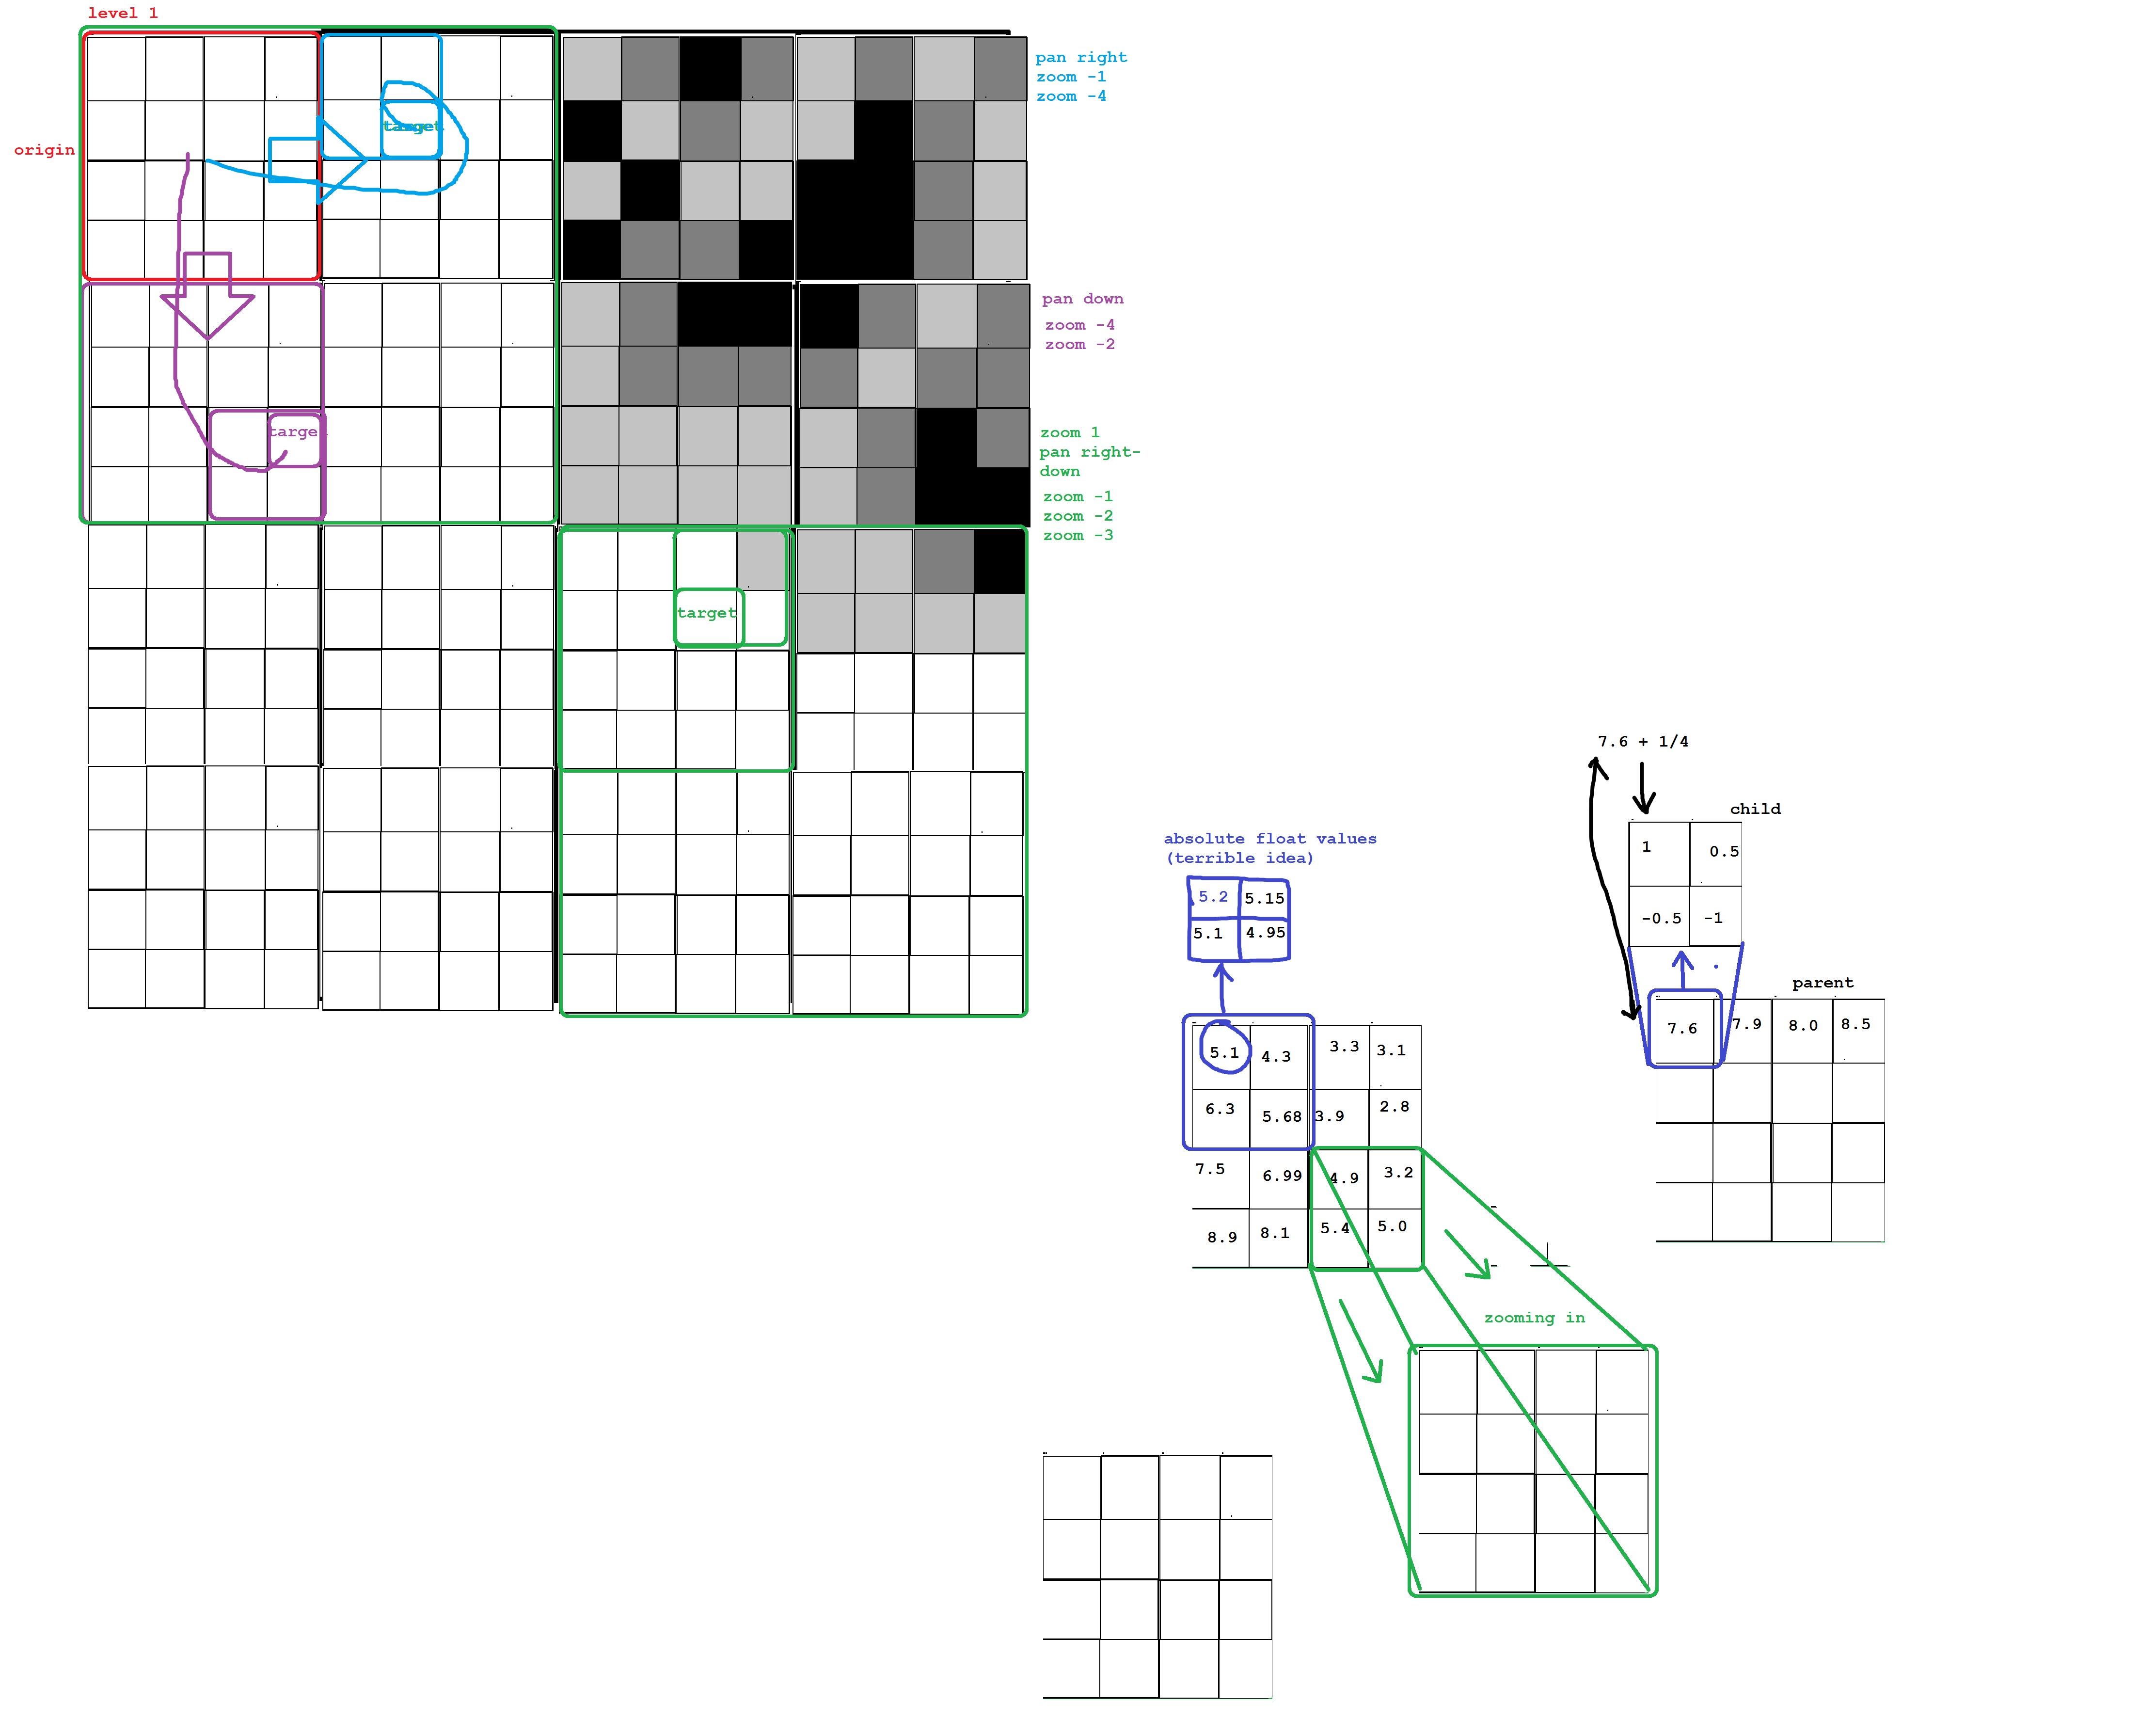 level 1
origin
target
pan right
zoom -1
zoom -4
pan down
zoom -4
zoom -2
target
zoom 1
pan right-
down
zoom -1
zoom -2
zoom -3
target
7.6 + 1/4
child
1 0.5
-0.5 -1
parent
7.6 7.9 8.0 8.5
absolute float values
(terrible idea)
5.2 5.15
5.1 4.95
5.1 4.3 3.3 3.1
6.3 5.68 3.9 2.8
7.5 6.99 4.9 3.2
8.9 8.1 5.4 5.0
zooming in